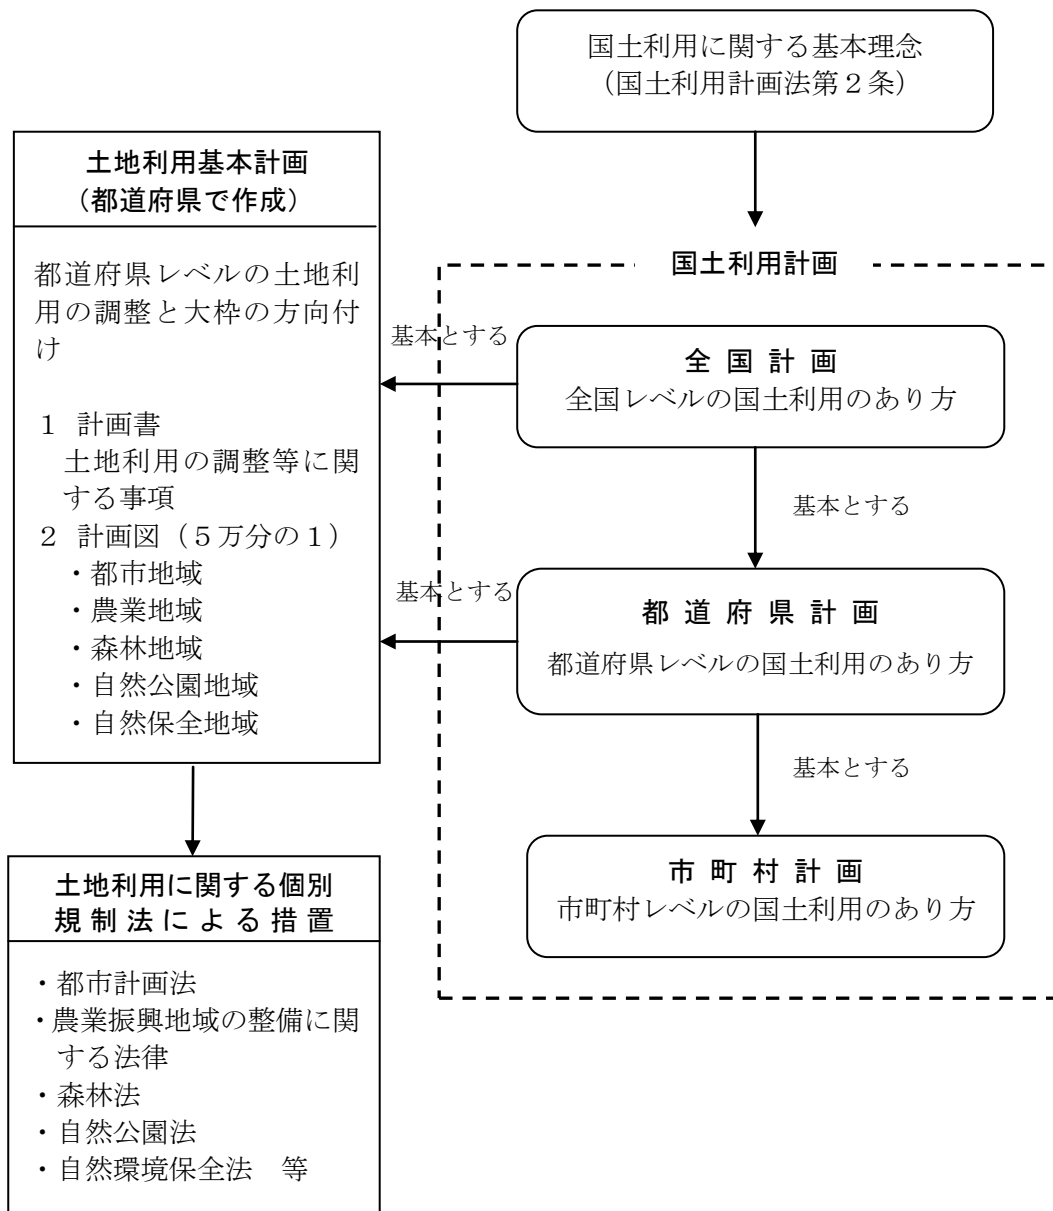 国土利用に関する基本理念
(国土利用計画法第２条)
土地利用基本計画
(都道府県で作成)
都道府県レベルの土地利
用の調整と大枠の方向付
け
１ 計画書
土地利用の調整等に関
する事項
２ 計画図（５万分の１）
・都市地域
・農業地域
・森林地域
・自然公園地域
・自然保全地域
土地利用に関する個別
規制法による措置
・都市計画法
・農業振興地域の整備に関
する法律
・森林法
・自然公園法
・自然環境保全法　等
国土利用計画
基本とする
全国計画
全国レベルの国土利用のあり方
基本とする
基本とする
都道府県計画
都道府県レベルの国土利用のあり方
基本とする
市町村計画
市町村レベルの国土利用のあり方